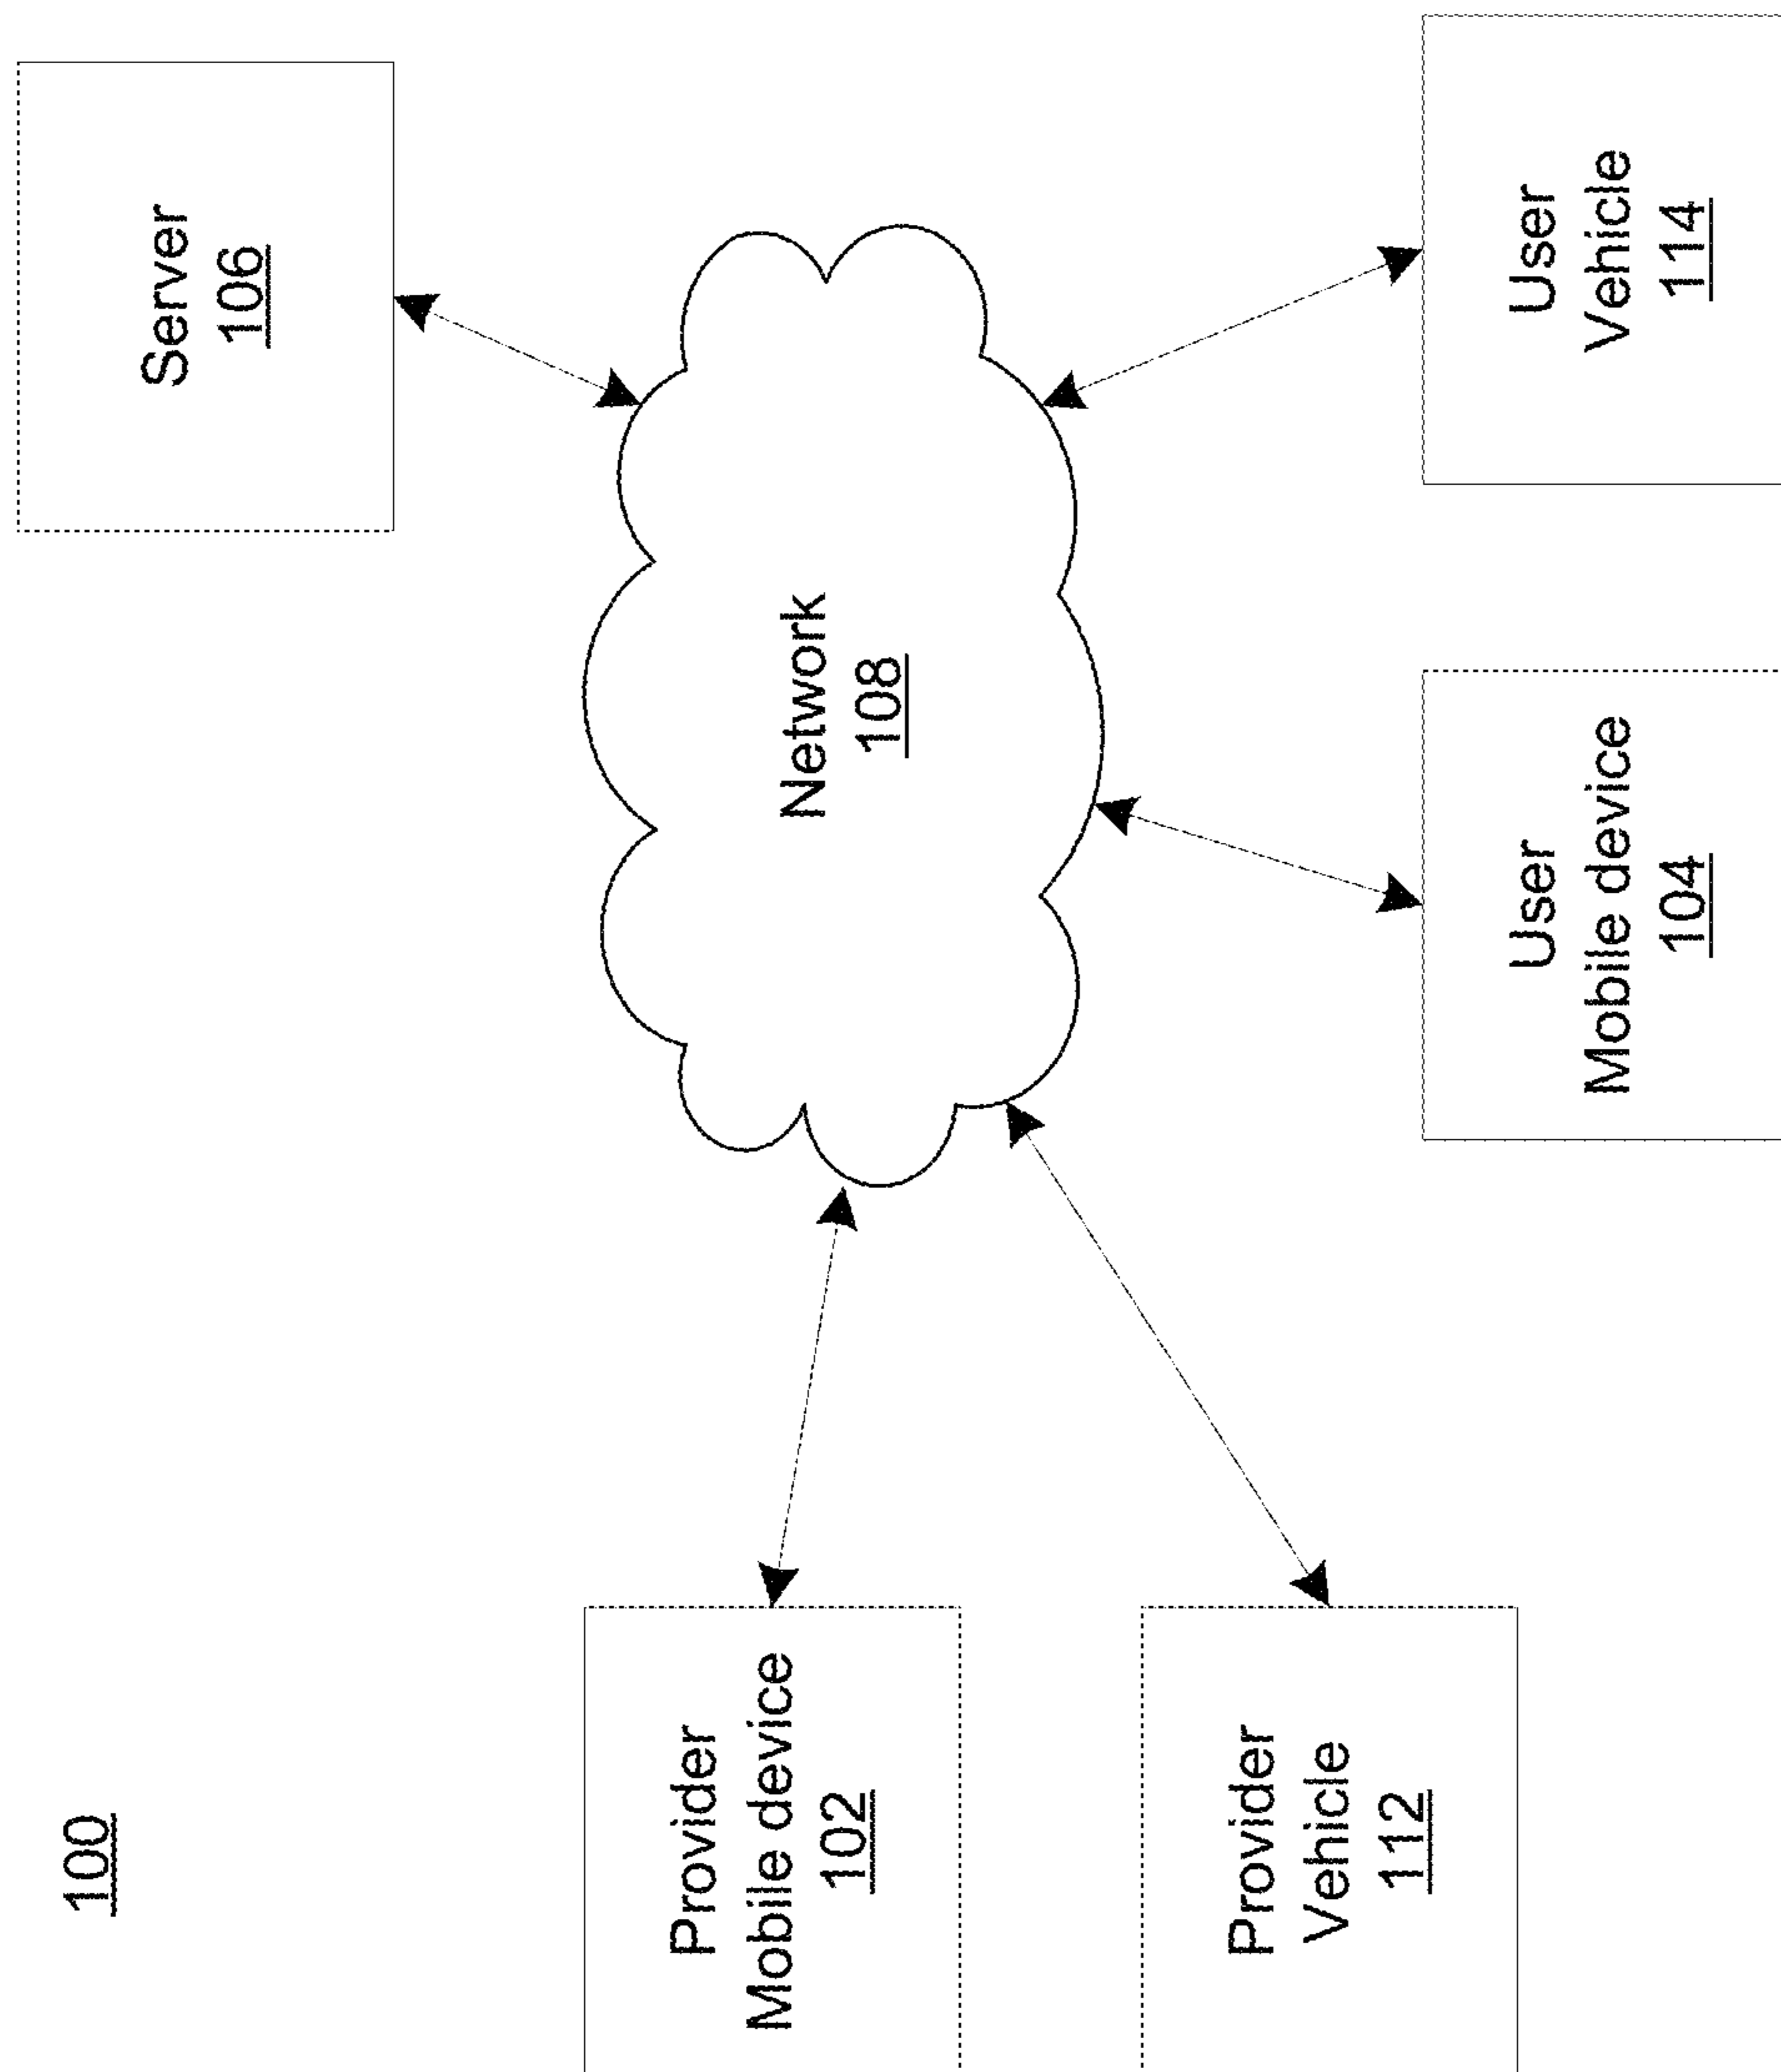 100
Server
106
Provider
Mobile device
102
Network
108
Provider
Vehicle
112
User
Mobile device
104
User
Vehicle
114